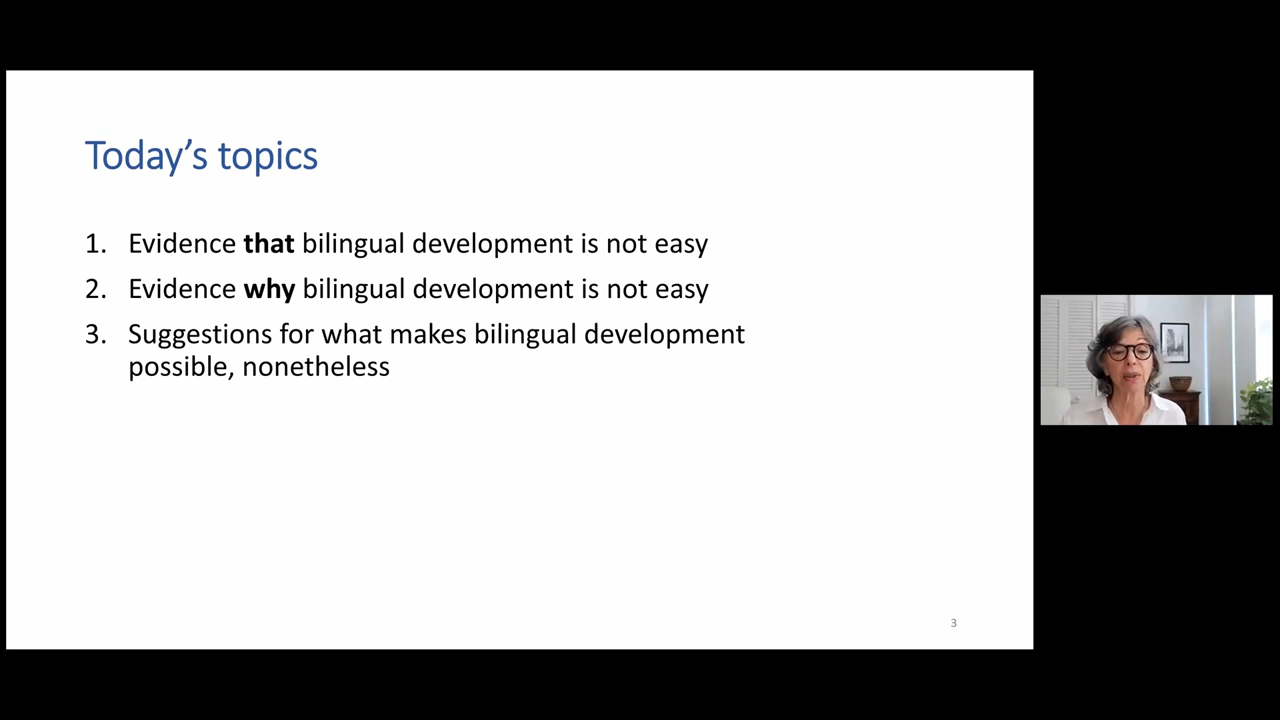 Today’s topics
1. Evidence that bilingual development is not easy
2. Evidence why bilingual development is not easy
3. Suggestions for what makes bilingual development
possible, nonetheless
3